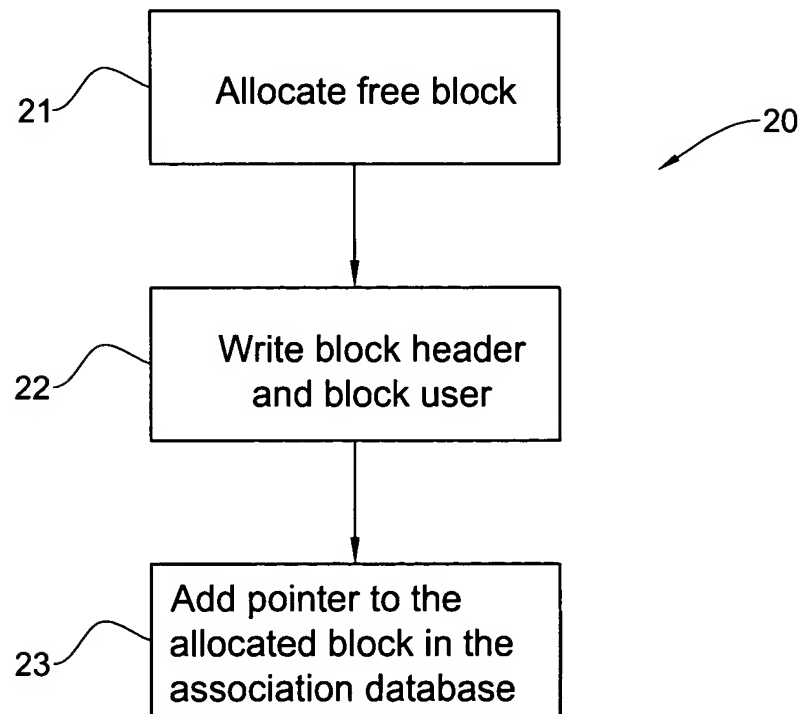 Allocate free block
21
20
Write block header
and block user
22
Add pointer to the
allocated block in the
association database
23